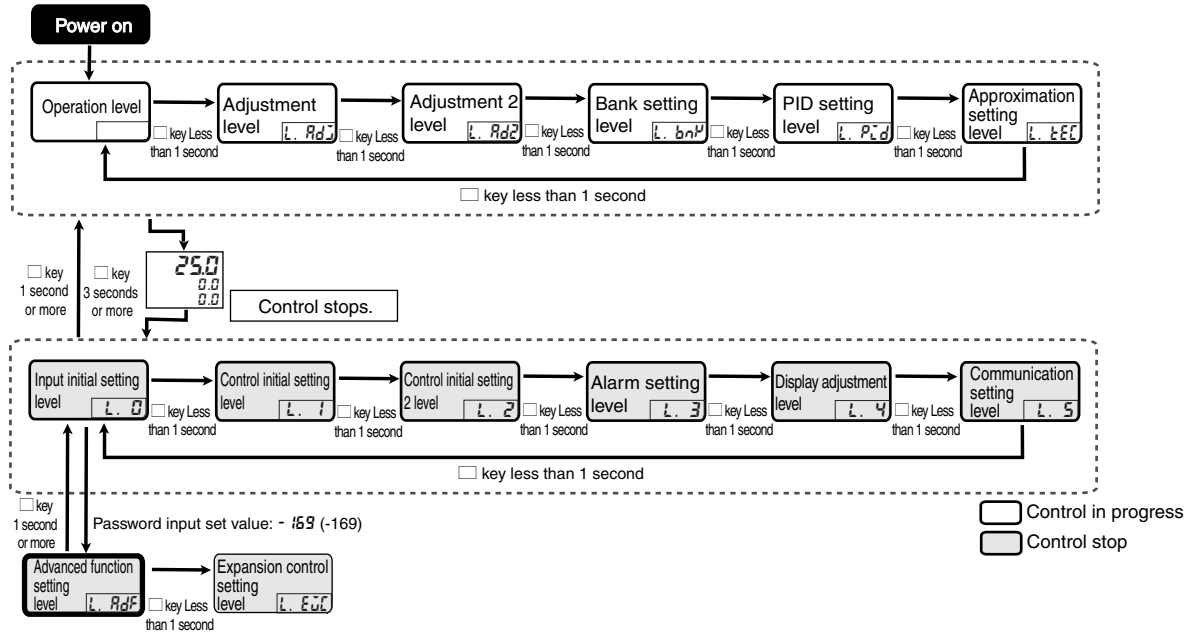 Power on
Operation level
Adjustment
level
L. Adj
Adjustment 2
level
L. Ad2
Bank setting
level
L. bnk
PID setting
level
L. Pid
Approximation
setting
level
L. tEC
□ key Less
than 1 second
□ key Less
than 1 second
□ key Less
than 1 second
□ key Less
than 1 second
□ key Less
than 1 second
□ key less than 1 second
□ key
1 second
or more
□ key
3 seconds
or more
25.0
0.0
0.0
Control stops.
Input initial setting
level
L. 0
Control initial setting
level
L. 1
Control initial setting
2 level
L. 2
Alarm setting
level
L. 3
Display adjustment
level
L. 4
Communication
setting
level
L. 5
□ key Less
than 1 second
□ key Less
than 1 second
□ key Less
than 1 second
□ key Less
than 1 second
□ key Less
than 1 second
□ key less than 1 second
□ key
1 second
or more
Password input set value: - 169 (-169)
Control in progress
Control stop
Advanced function
setting
level
L. AdF
□ key Less
than 1 second
Expansion control
setting
level